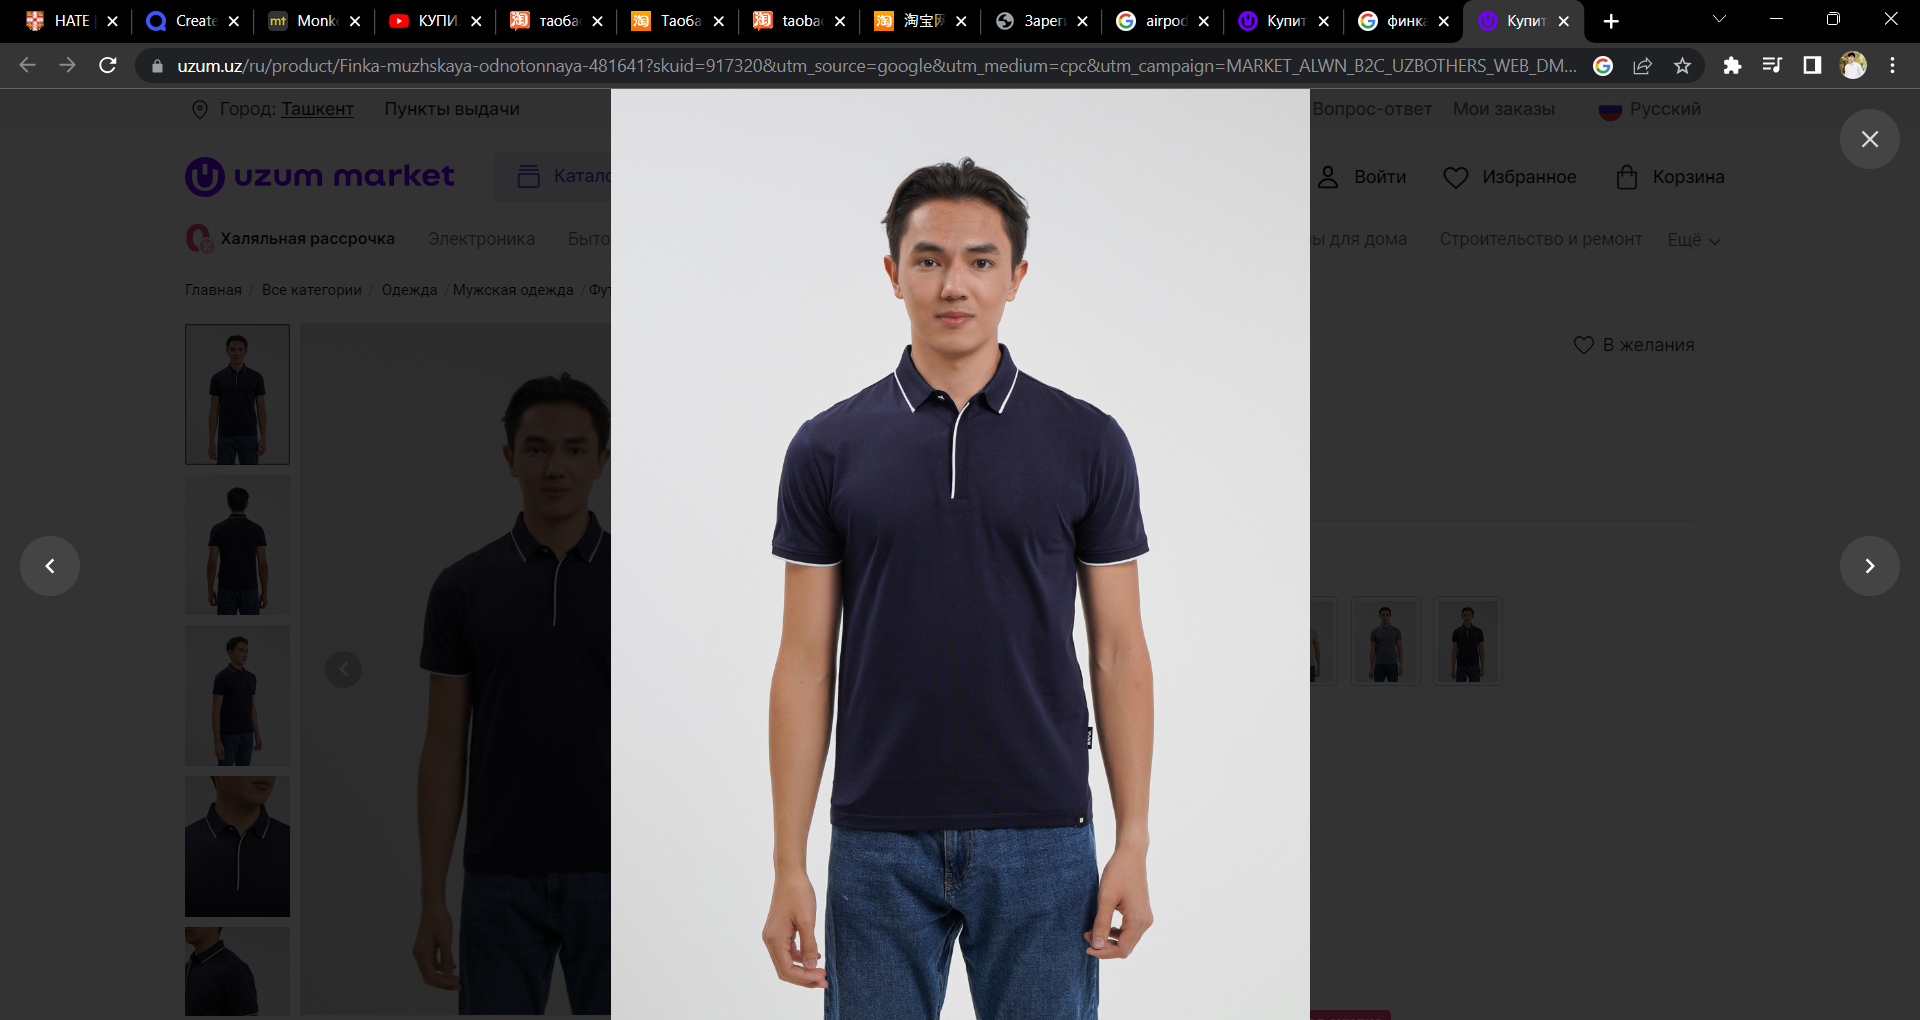 HATE
Create
Monk
КУПИ
таоба
Таоба
taobao
淘宝网
Зарег
airpod
Купит
финка
Купит
uzum.uz/ru/product/Finka-muzhskaya-odnotonnaya-481641?skuid=917320&utm_source=google&utm_medium=cpc&utm_campaign=MARKET_ALWN_B2C_UZBOTHERS_WEB_DM...
Город: Ташкент Пункты выдачи
Вопрос-ответ Мои заказы Русский
uzum market Катало
Войти Избранное Корзина
Халяльная рассрочка Электроника Быто
ы для дома Строительство и ремонт Ещё
Главная / Все категории / Одежда / Мужская одежда / Фут
В желания